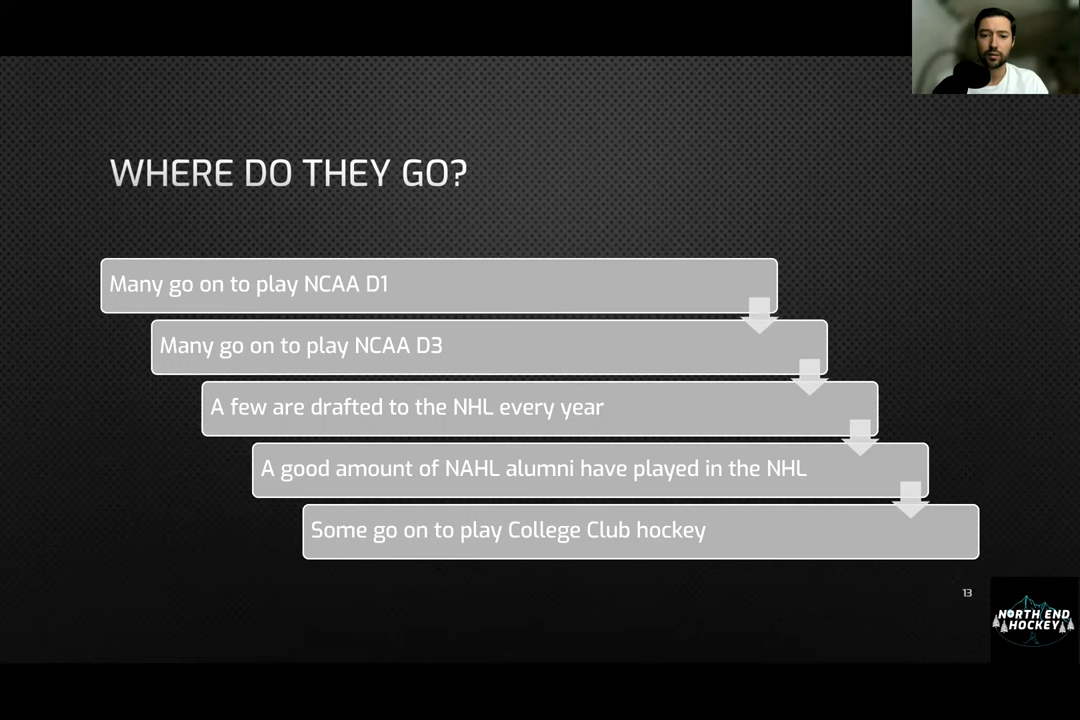 WHERE DO THEY GO?
Many go on to play NCAA D1
Many go on to play NCAA D3
A few are drafted to the NHL every year
A good amount of NAHL alumni have played in the NHL
Some go on to play College Club hockey
13
NORTH END
HOCKEY